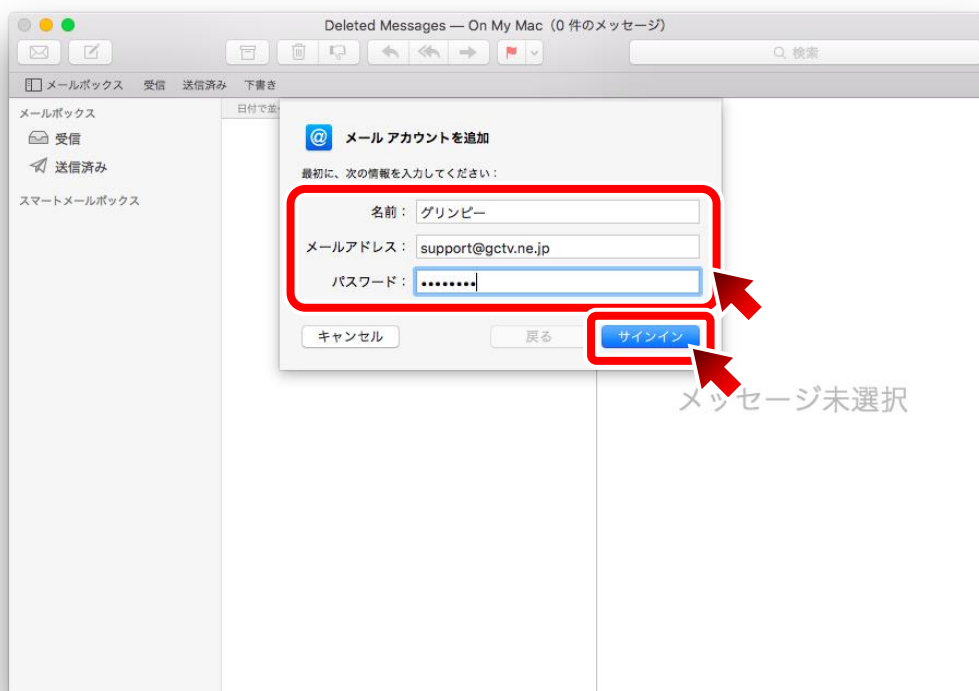 Deleted Messages — On My Mac（0 件のメッセージ）
検索
メールボックス 受信 送信済み 下書き
メールボックス
受信
送信済み
スマートメールボックス
日付で並
メール アカウントを追加
最初に、次の情報を入力してください：
名前： グリンピー
メールアドレス： support@gctv.ne.jp
パスワード： ••••••••
キャンセル 戻る サインイン
メッセージ未選択